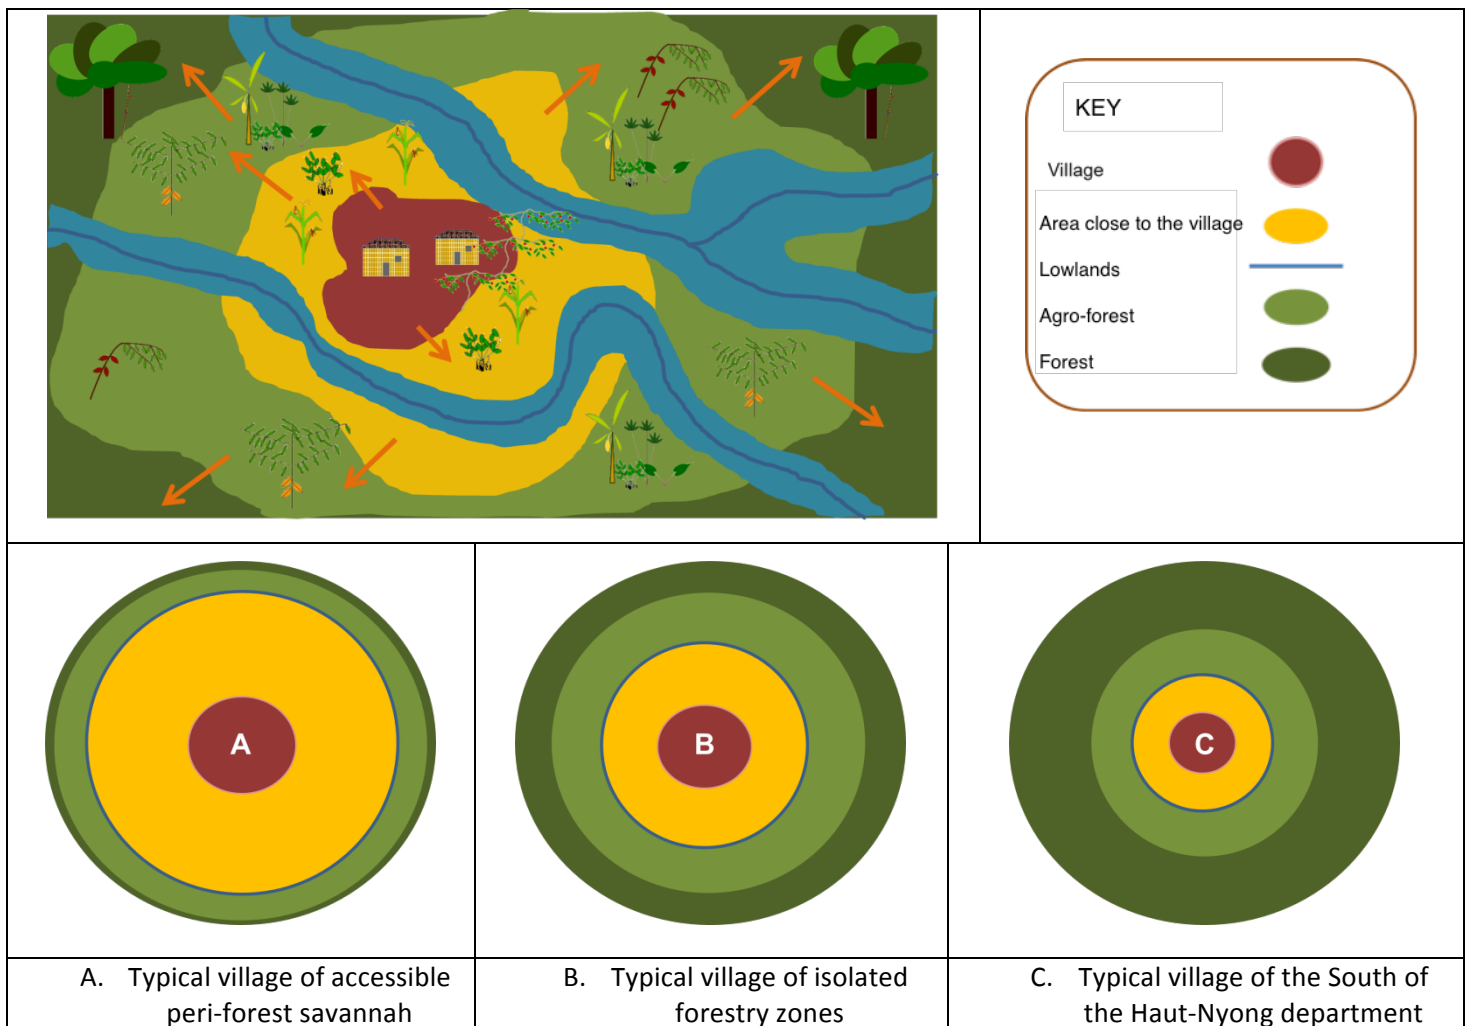 KEY
Village
Area close to the village
Lowlands
Agro-forest
Forest
A
B
C
A. Typical village of accessible
peri-forest savannah
B. Typical village of isolated
forestry zones
C. Typical village of the South of
the Haut-Nyong department